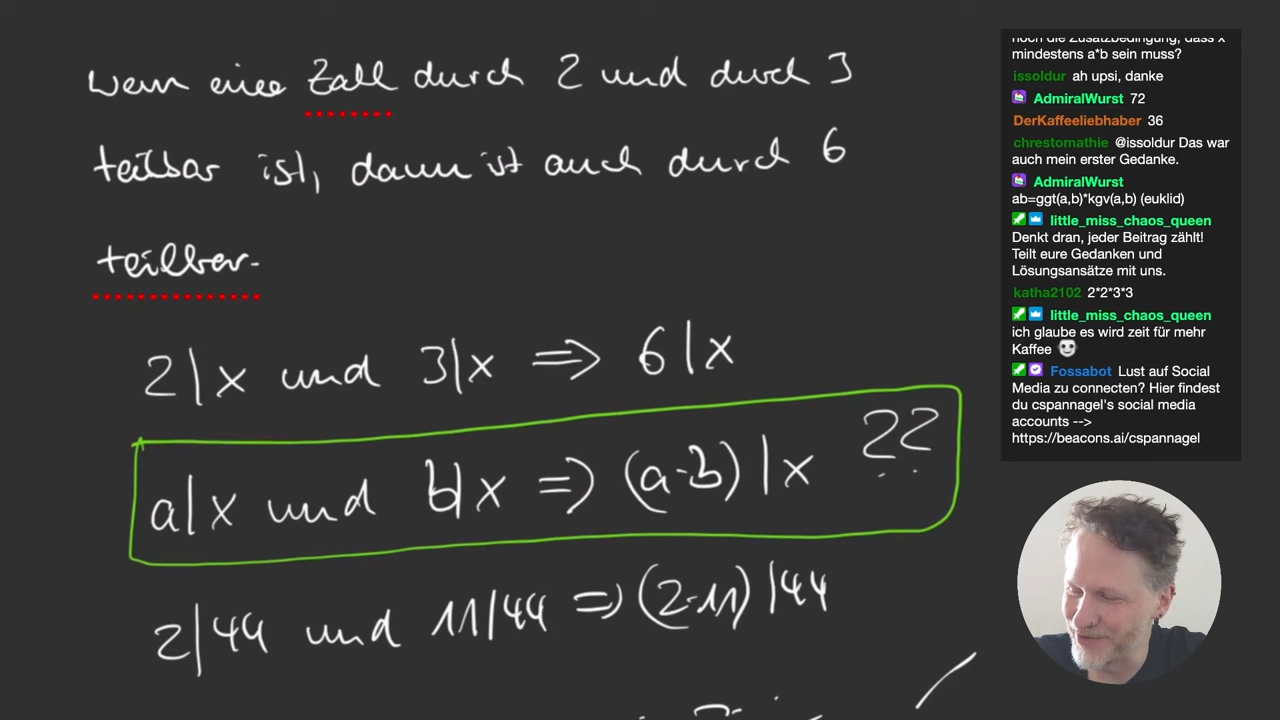 wenn eine Zahl durch 2 und durch 3
teilbar ist, dann ist auch durch 6
teilbar.
2|x und 3|x => 6|x
a|x und b|x => (a·b)|x ??
2|44 und 11|44 => (2·11)|44
noch die Zusatzbedingung, dass x
mindestens a*b sein muss?
issoldur ah upsi, danke
AdmiralWurst 72
DerKaffeeliebhaber 36
chrestomathie @issoldur Das war
auch mein erster Gedanke.
AdmiralWurst
ab=ggt(a,b)*kgv(a,b) (euklid)
little_miss_chaos_queen
Denkt dran, jeder Beitrag zählt!
Teilt eure Gedanken und
Lösungsansätze mit uns.
katha2102 2*2*3*3
little_miss_chaos_queen
ich glaube es wird zeit für mehr
Kaffee
Fossabot Lust auf Social
Media zu connecten? Hier findest
du cspannagel's social media
accounts -->
https://beacons.ai/cspannagel